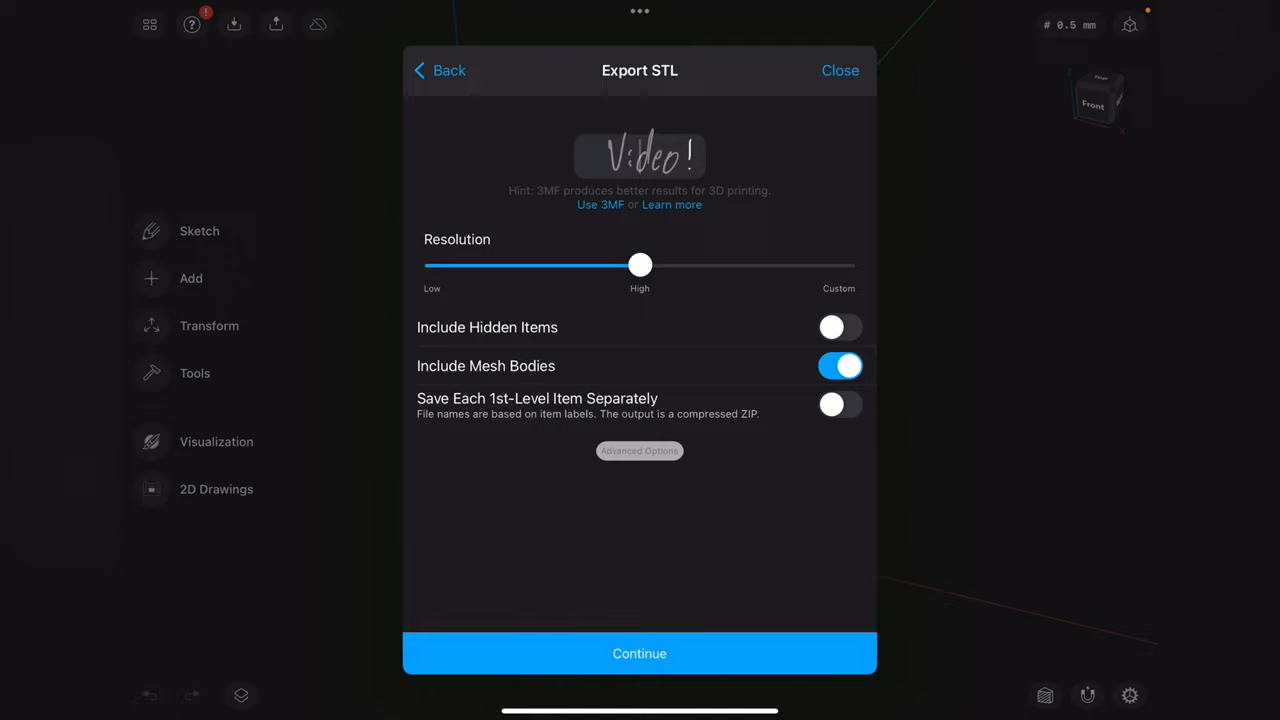 # 0.5 mm
Back
Export STL
Close
Front
Z
X
Video!
Hint: 3MF produces better results for 3D printing.
Use 3MF or Learn more
Sketch
Add
Transform
Tools
Visualization
2D Drawings
Resolution
Low
High
Custom
Include Hidden Items
Include Mesh Bodies
Save Each 1st-Level Item Separately
File names are based on item labels. The output is a compressed ZIP.
Advanced Options
Continue